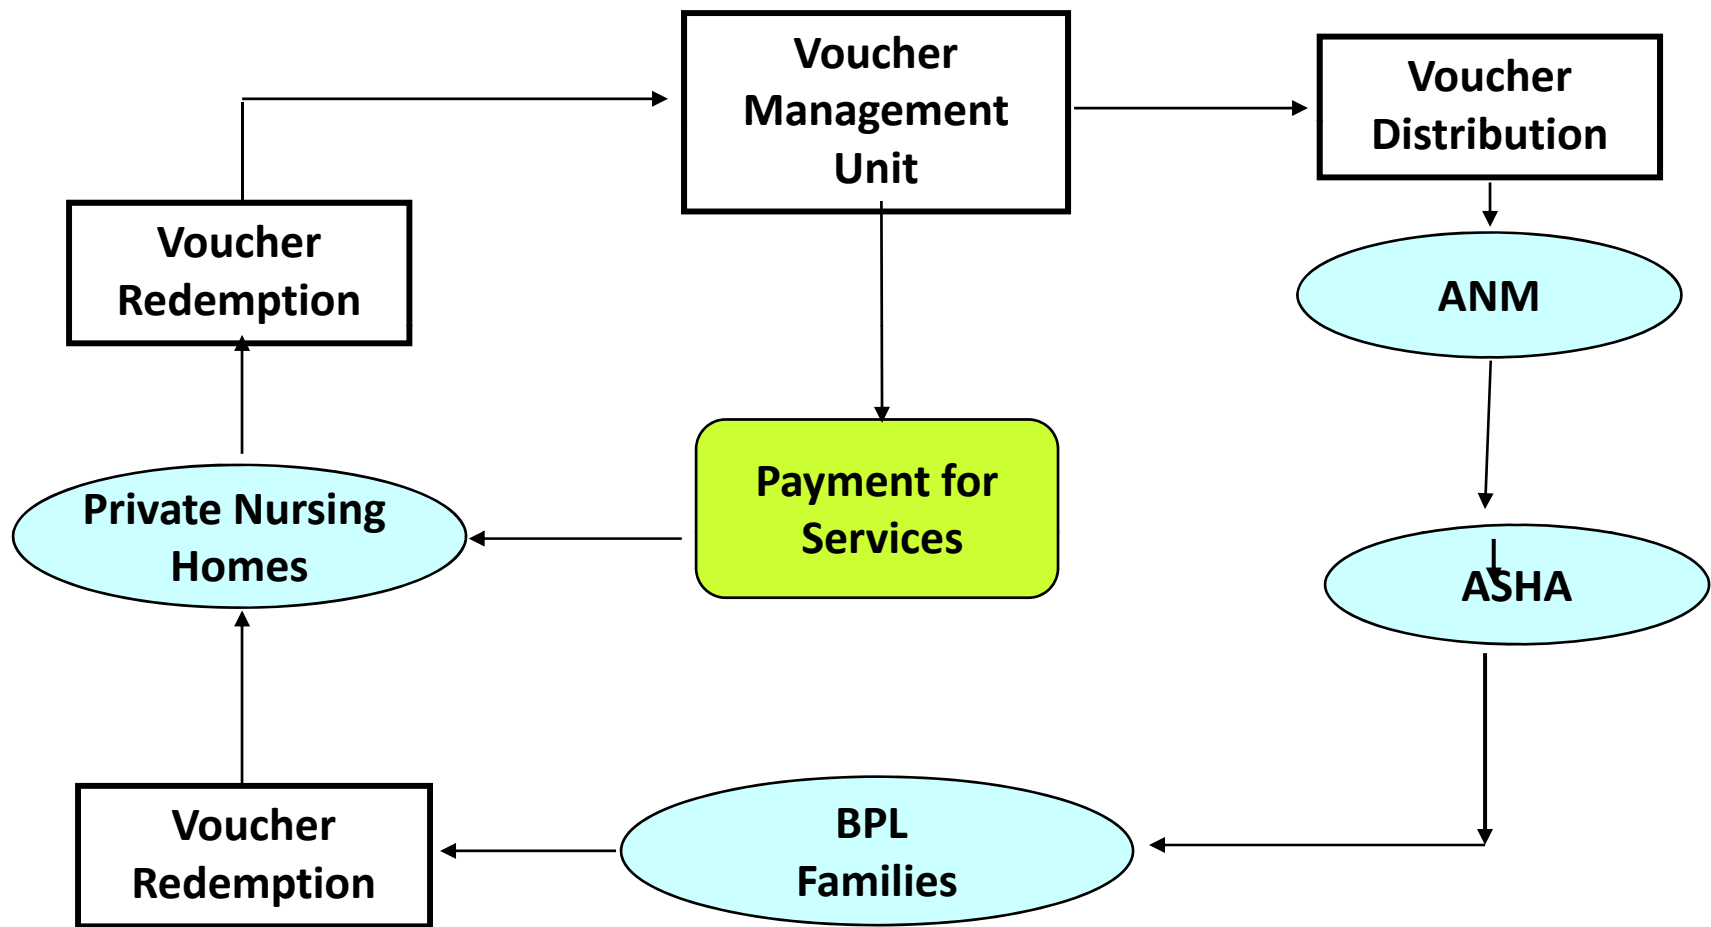 Voucher
Management
Unit
Voucher
Distribution
Voucher
Redemption
ANM
Payment for
Services
Private Nursing
Homes
ASHA
BPL
Families
Voucher
Redemption